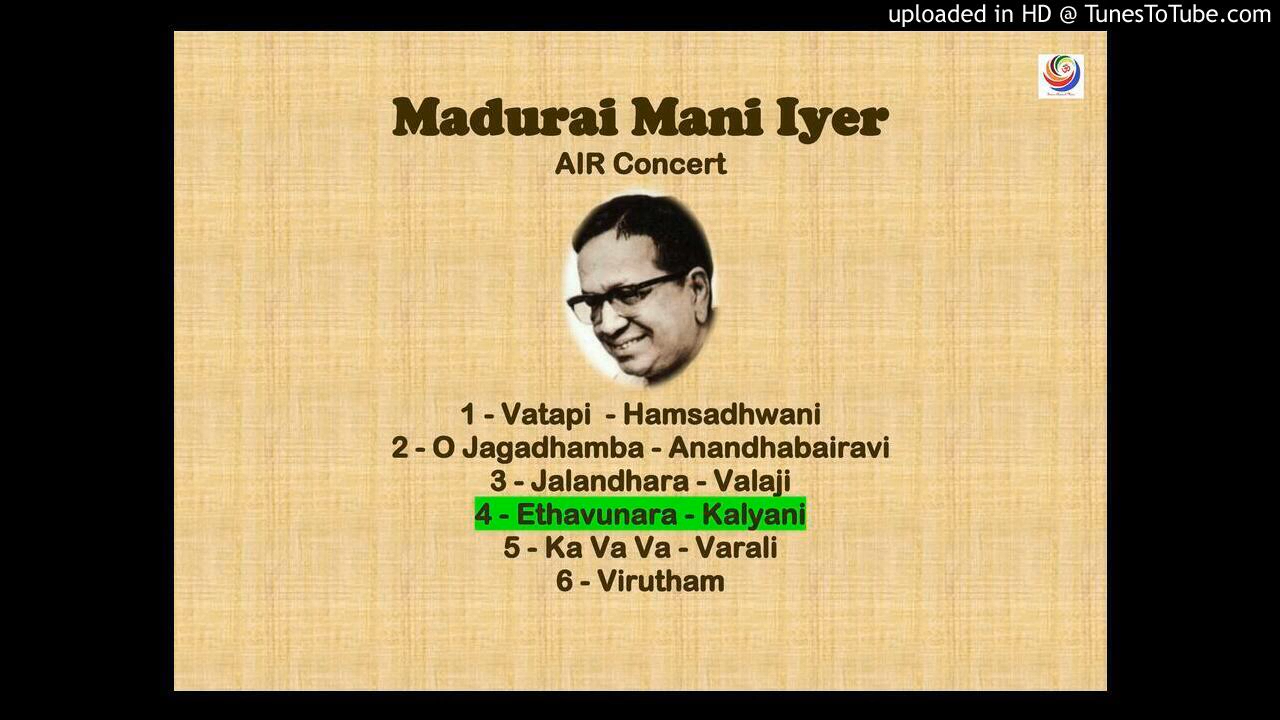 uploaded in HD @ TunesToTube.com
Madurai Mani Iyer
AIR Concert
1 - Vatapi - Hamsadhwani
2 - O Jagadhamba - Anandhabairavi
3 - Jalandhara - Valaji
4 - Ethavunara - Kalyani
5 - Ka Va Va - Varali
6 - Virutham